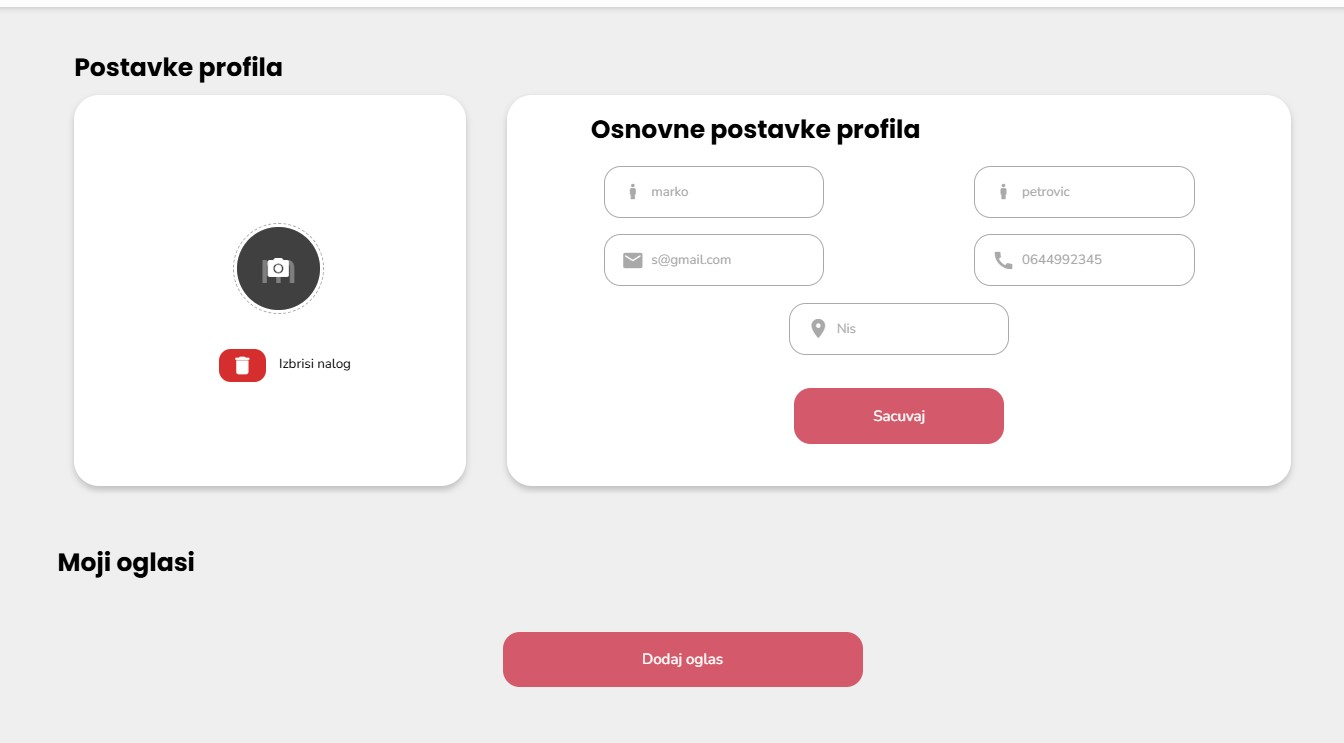 Postavke profila
Osnovne postavke profila
marko
petrovic
s@gmail.com
0644992345
Nis
Sacuvaj
m
Izbrisi nalog
Moji oglasi
Dodaj oglas